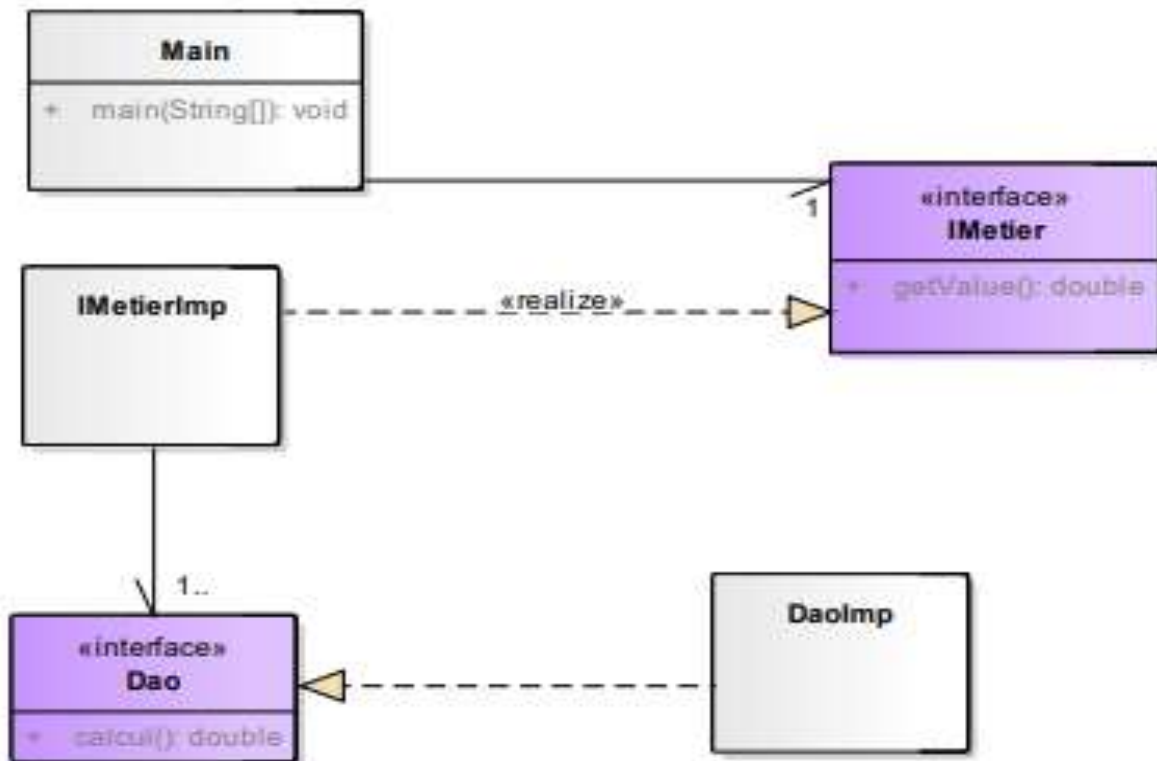 Main
+ main(String[]): void
1
«interface»
IMetier
+ getValue(): double
IMetierImp
«realize»
1..
«interface»
Dao
+ calcul(): double
DaoImp